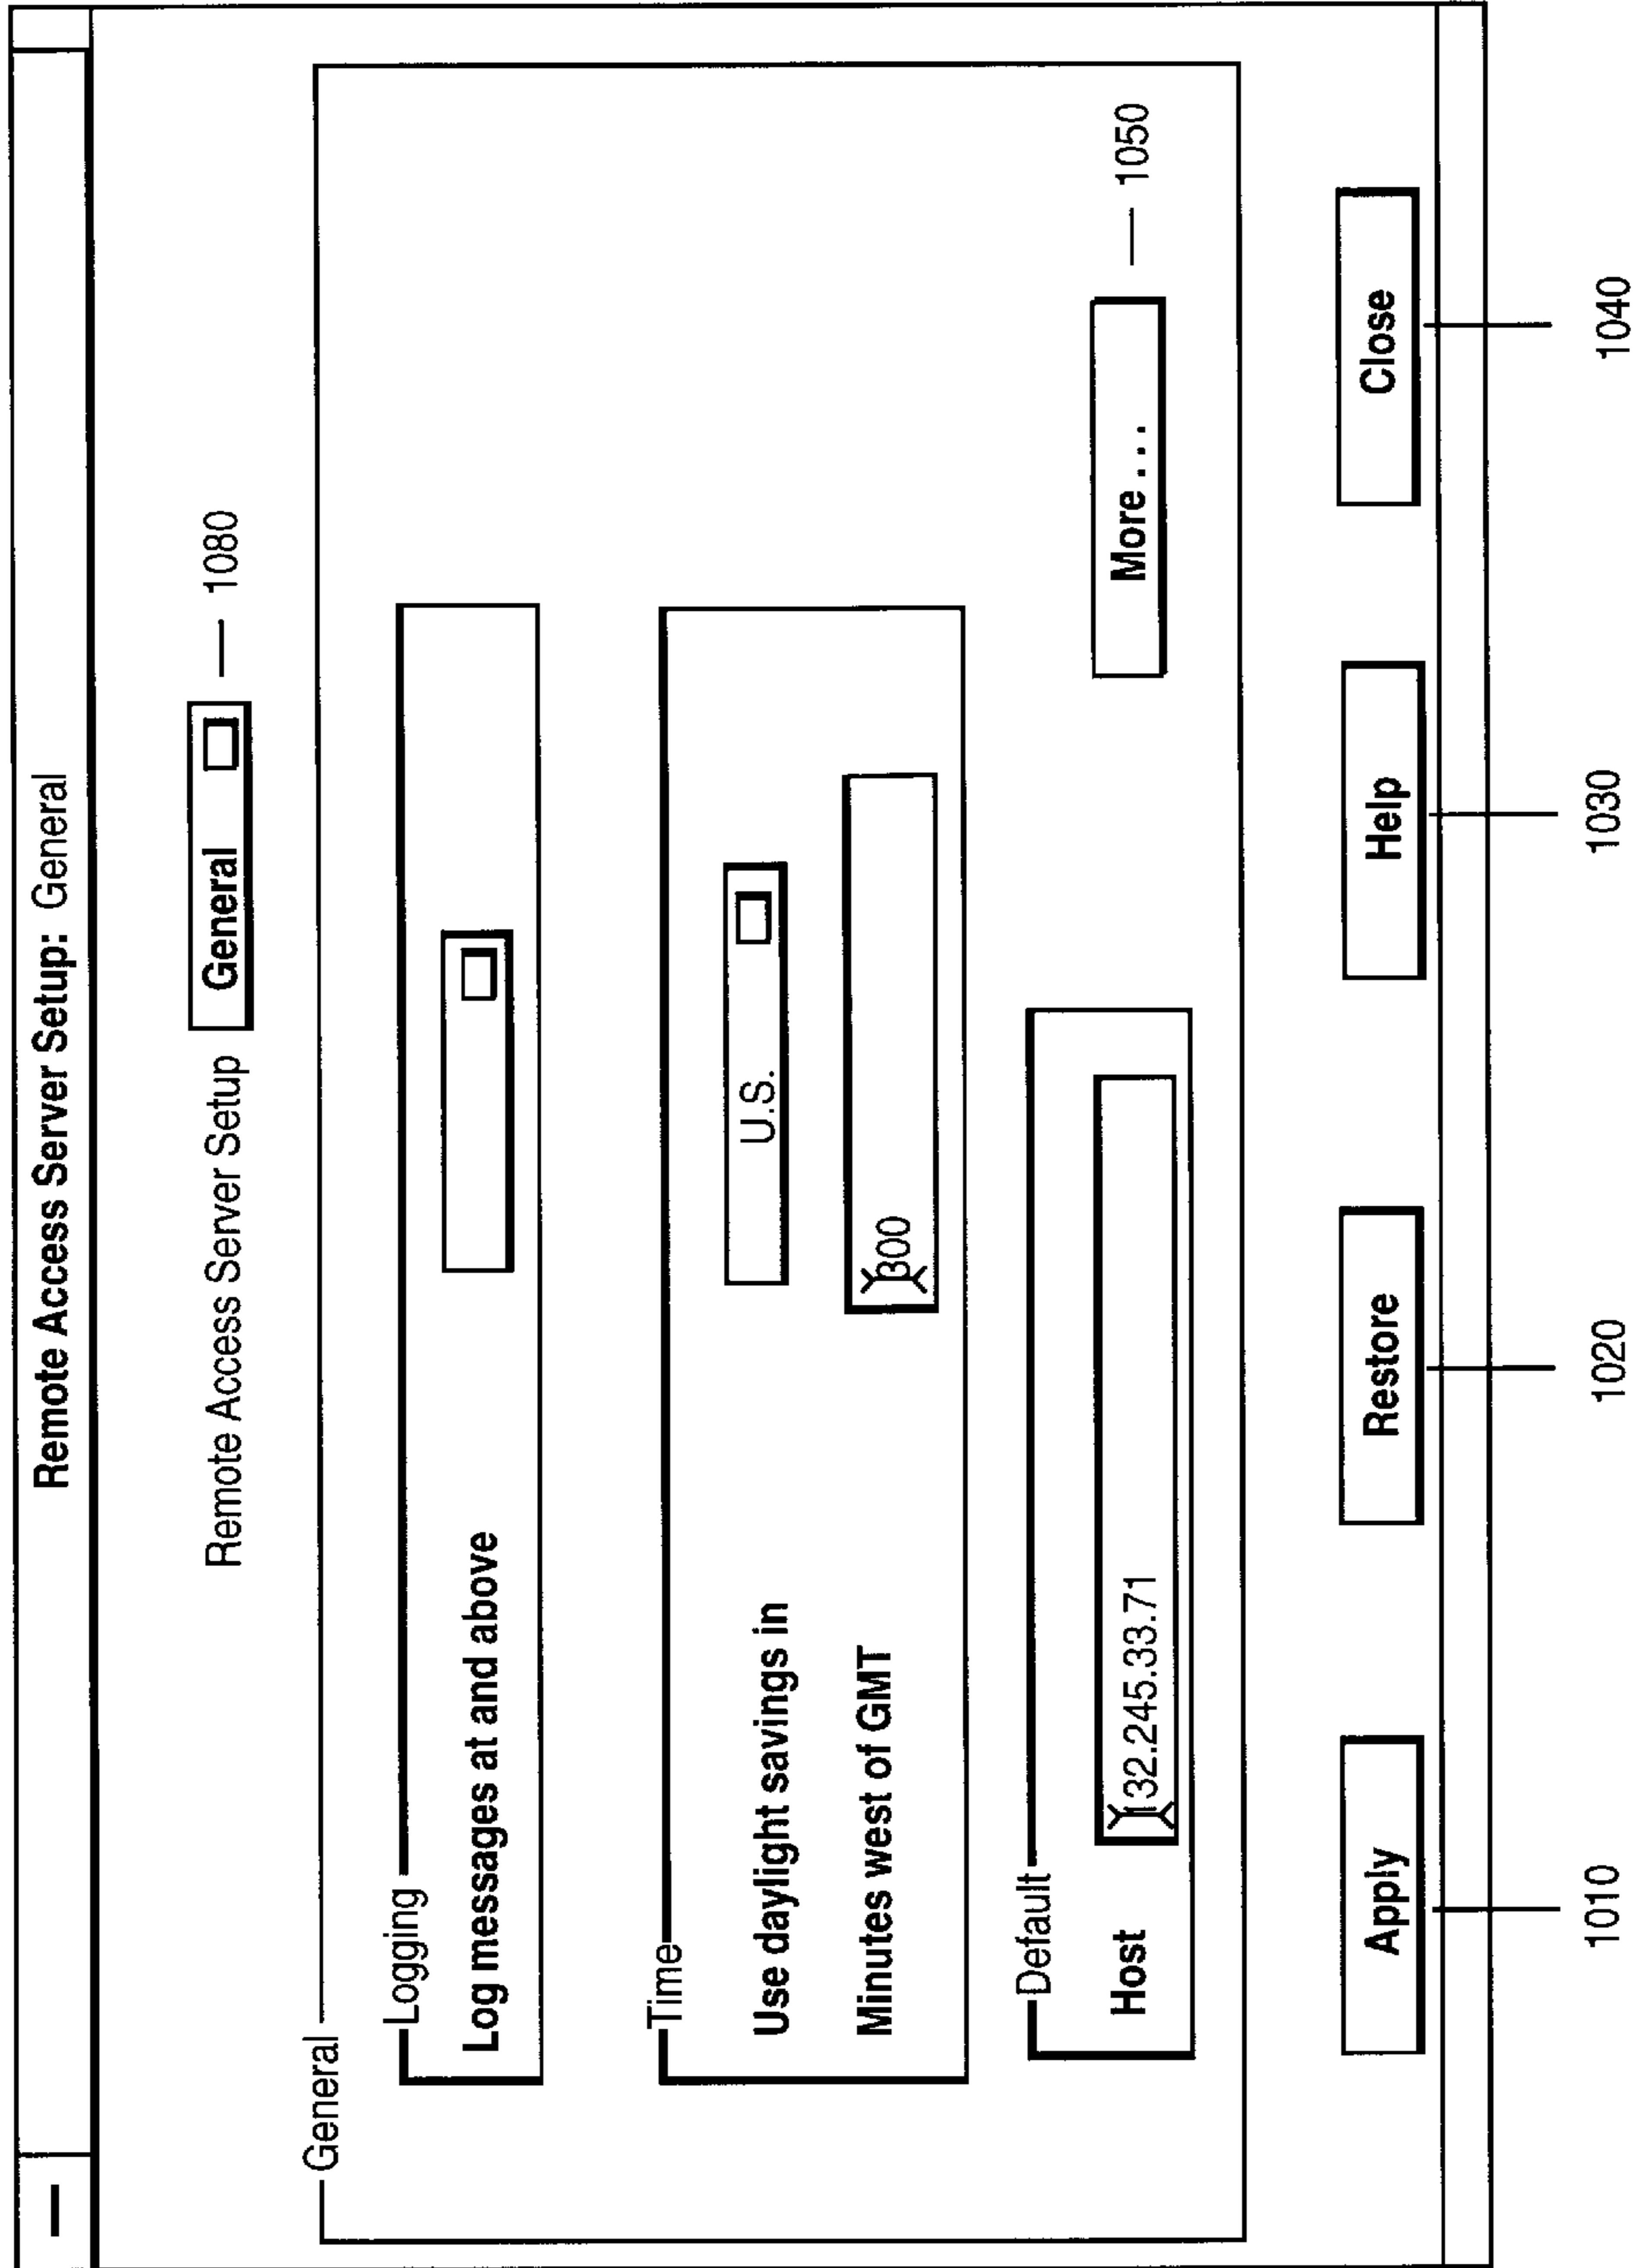 Remote Access Server Setup: General
Remote Access Server Setup General 1080
General
Logging
Log messages at and above
Time
Use daylight savings in U.S.
Minutes west of GMT 300
Default
Host 132.245.33.71
More... 1050
Apply Restore Help Close
1010 1020 1030 1040